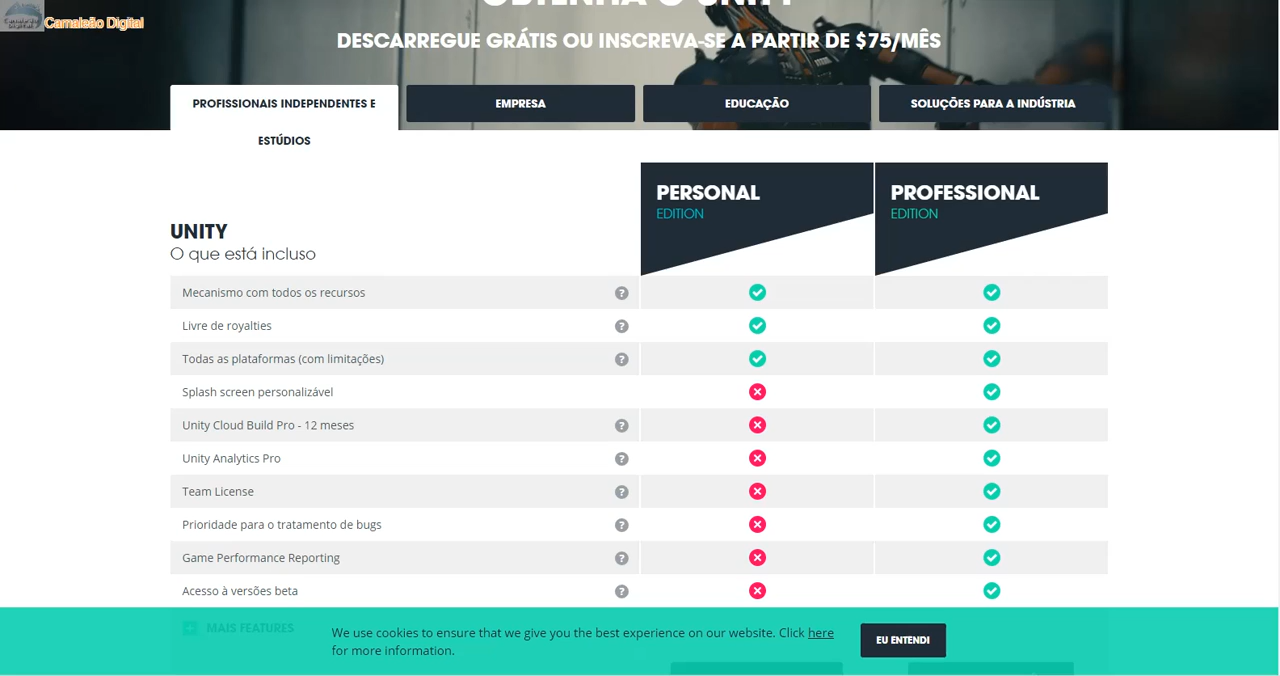 Camaleão Digital
OBTENHA O UNITY
DESCARREGUE GRÁTIS OU INSCREVA-SE A PARTIR DE $75/MÊS
PROFISSIONAIS INDEPENDENTES E
ESTÚDIOS
EMPRESA
EDUCAÇÃO
SOLUÇÕES PARA A INDÚSTRIA
PERSONAL
EDITION
PROFESSIONAL
EDITION
UNITY
O que está incluso
Mecanismo com todos os recursos ?
Livre de royalties ?
Todas as plataformas (com limitações) ?
Splash screen personalizável
Unity Cloud Build Pro - 12 meses ?
Unity Analytics Pro ?
Team License ?
Prioridade para o tratamento de bugs ?
Game Performance Reporting ?
Acesso à versões beta ?
MAIS FEATURES
We use cookies to ensure that we give you the best experience on our website. Click here
for more information.
EU ENTENDI